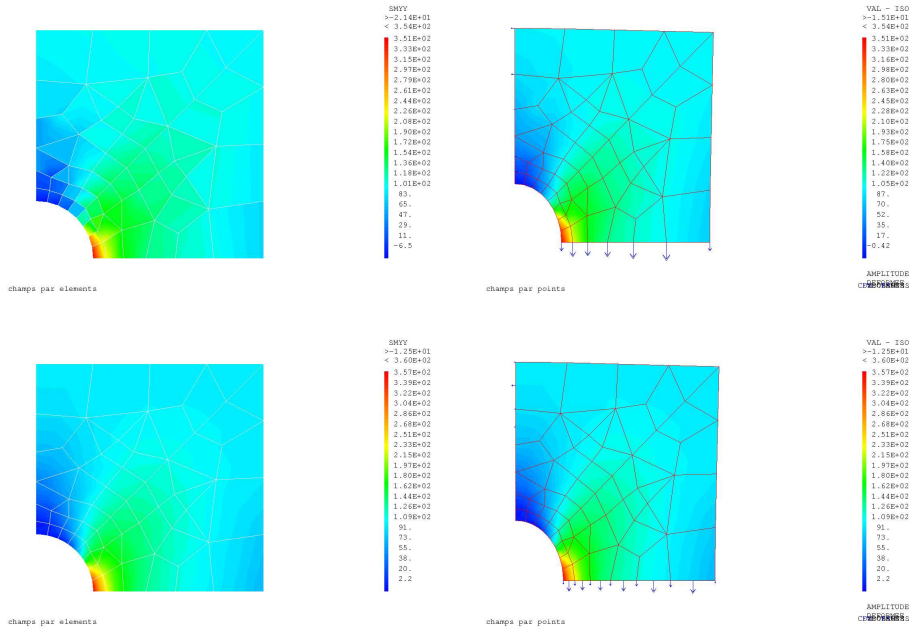 SMYY
>-2.14E+01
< 3.54E+02
3.51E+02
3.33E+02
3.15E+02
2.97E+02
2.79E+02
2.61E+02
2.44E+02
2.26E+02
2.08E+02
1.90E+02
1.72E+02
1.54E+02
1.36E+02
1.18E+02
1.01E+02
83.
65.
47.
29.
11.
-6.5
champs par elements
VAL - ISO
>-1.51E+01
< 3.54E+02
3.51E+02
3.33E+02
3.16E+02
2.98E+02
2.80E+02
2.63E+02
2.45E+02
2.28E+02
2.10E+02
1.93E+02
1.75E+02
1.58E+02
1.40E+02
1.22E+02
1.05E+02
87.
70.
52.
35.
17.
-0.42
AMPLITUDE
champs par points
SMYY
>-1.25E+01
< 3.60E+02
3.57E+02
3.39E+02
3.22E+02
3.04E+02
2.86E+02
2.68E+02
2.51E+02
2.33E+02
2.15E+02
1.97E+02
1.80E+02
1.62E+02
1.44E+02
1.26E+02
1.09E+02
91.
73.
55.
38.
20.
2.2
champs par elements
VAL - ISO
>-1.25E+01
< 3.60E+02
3.57E+02
3.39E+02
3.22E+02
3.04E+02
2.86E+02
2.68E+02
2.51E+02
2.33E+02
2.15E+02
1.97E+02
1.80E+02
1.62E+02
1.44E+02
1.26E+02
1.09E+02
91.
73.
55.
38.
20.
2.2
AMPLITUDE
champs par points